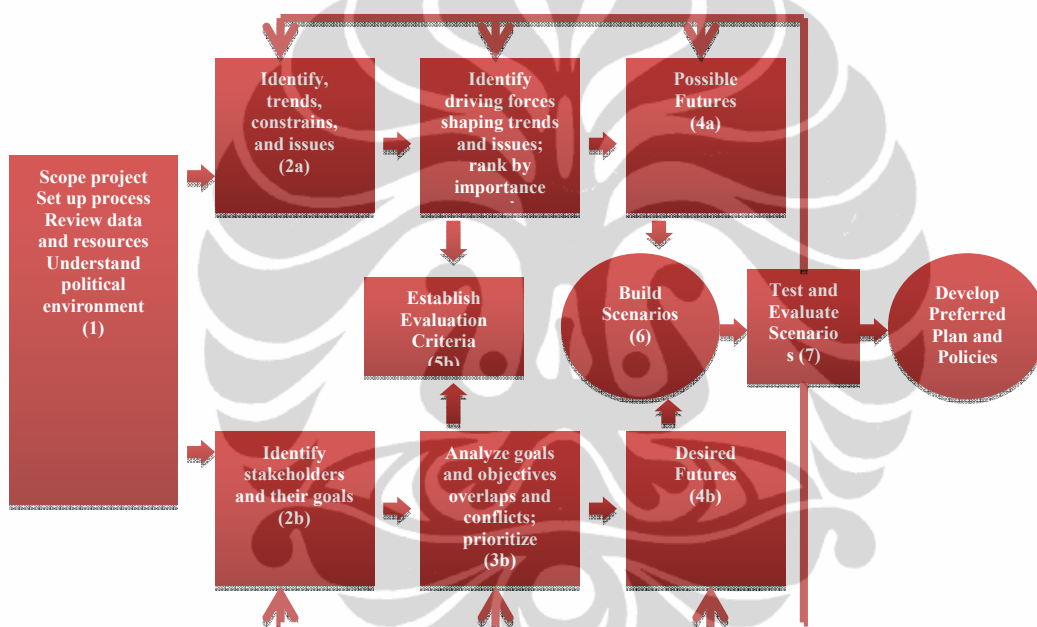 Identify,
trends,
constrains,
and issues
(2a)
Identify
driving forces
shaping trends
and issues;
rank by
importance
Possible
Futures
(4a)
Scope project
Set up process
Review data
and resources
Understand
political
environment
(1)
Establish
Evaluation
Criteria
(5b)
Build
Scenarios
(6)
Test and
Evaluate
Scenario
s (7)
Develop
Preferred
Plan and
Policies
Identify
stakeholders
and their goals
(2b)
Analyze goals
and objectives
overlaps and
conflicts;
prioritize
(3b)
Desired
Futures
(4b)